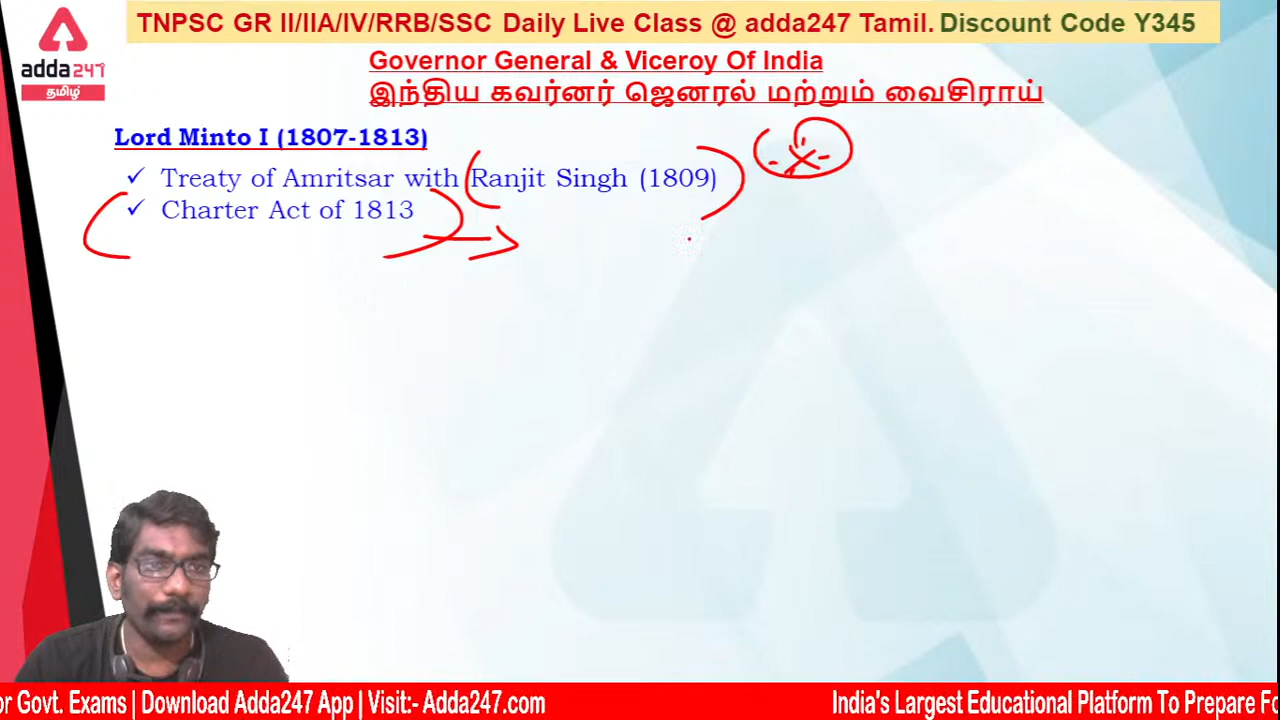 TNPSC GR II/IIA/IV/RRB/SSC Daily Live Class @ adda247 Tamil. Discount Code Y345
adda247
தமிழ்
Governor General & Viceroy Of India
இந்திய கவர்னர் ஜெனரல் மற்றும் வைசிராய்
Lord Minto I (1807-1813)
✓ Treaty of Amritsar with Ranjit Singh (1809)
✓ Charter Act of 1813
or Govt. Exams | Download Adda247 App | Visit:- Adda247.com
India's Largest Educational Platform To Prepare Fo